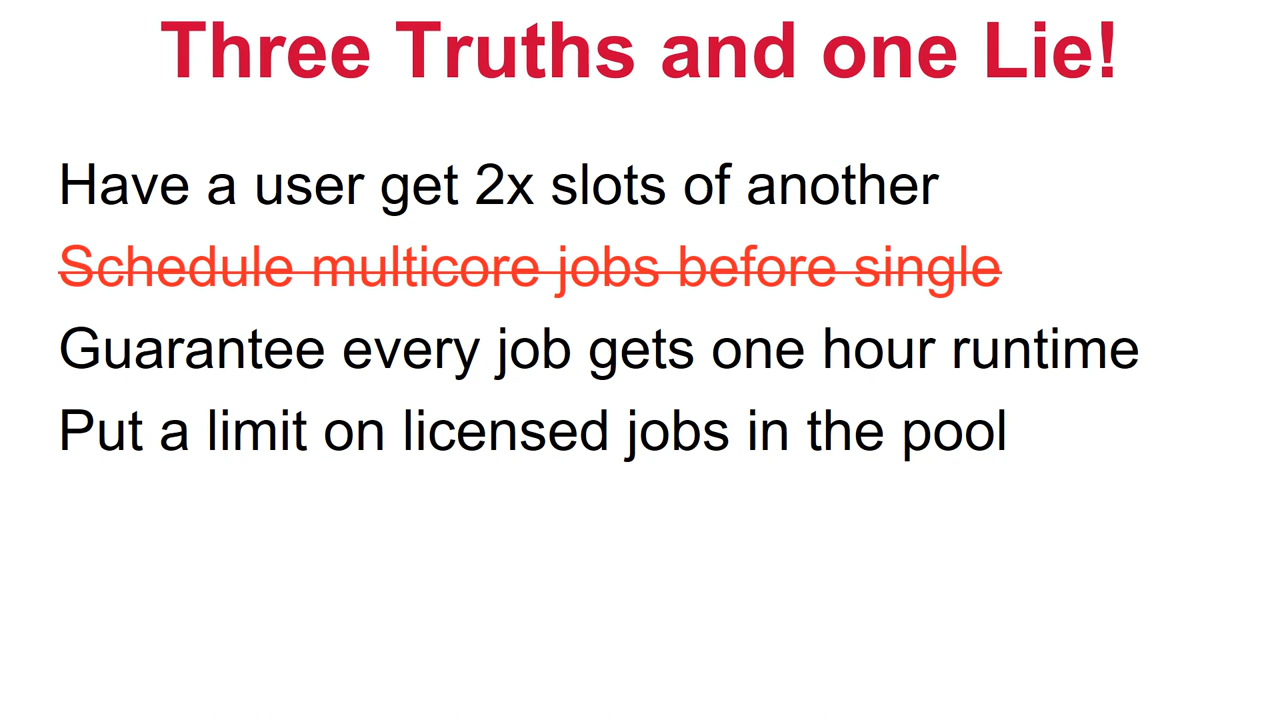 Three Truths and one Lie!
Have a user get 2x slots of another
Schedule multicore jobs before single
Guarantee every job gets one hour runtime
Put a limit on licensed jobs in the pool